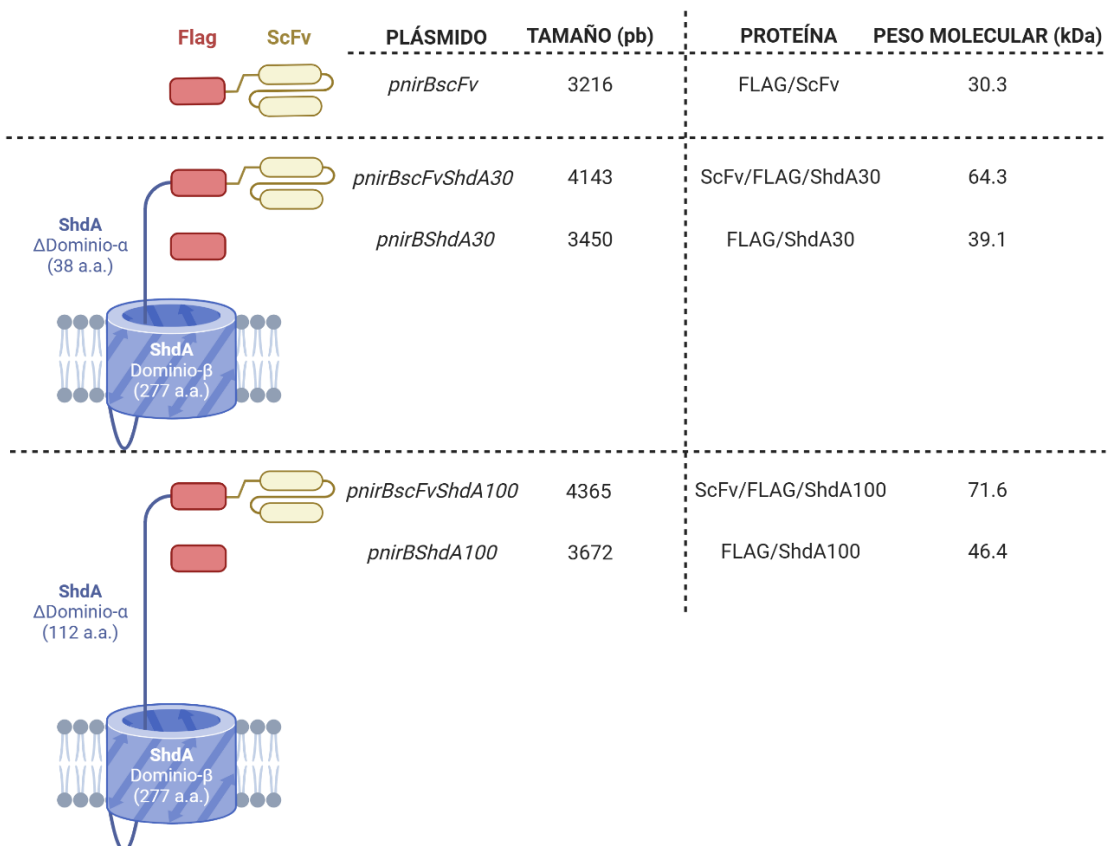 Flag ScFv PLÁSMIDO TAMAÑO (pb) PROTEÍNA PESO MOLECULAR (kDa)
pnirBscFv 3216 FLAG/ScFv 30.3
pnirBscFvShdA30 4143 ScFv/FLAG/ShdA30 64.3
pnirBShdA30 3450 FLAG/ShdA30 39.1
ShdA
ΔDominio-α
(38 a.a.)
ShdA
Dominio-β
(277 a.a.)
pnirBscFvShdA100 4365 ScFv/FLAG/ShdA100 71.6
pnirBShdA100 3672 FLAG/ShdA100 46.4
ShdA
ΔDominio-α
(112 a.a.)
ShdA
Dominio-β
(277 a.a.)